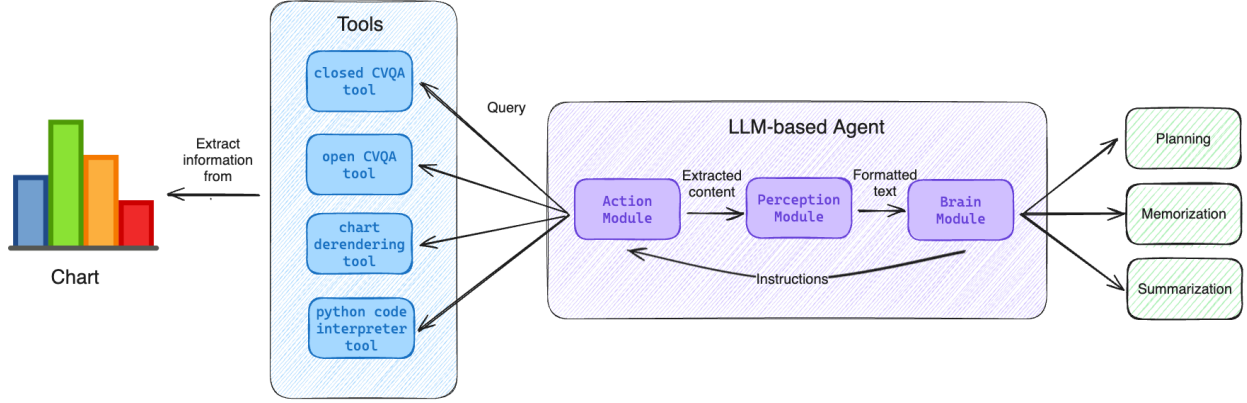 Tools
closed CVQA
tool
open CVQA
tool
chart
derendering
tool
python code
interpreter
tool
Extract
information
from
Chart
Query
LLM-based Agent
Action
Module
Extracted
content
Perception
Module
Formatted
text
Brain
Module
Instructions
Planning
Memorization
Summarization